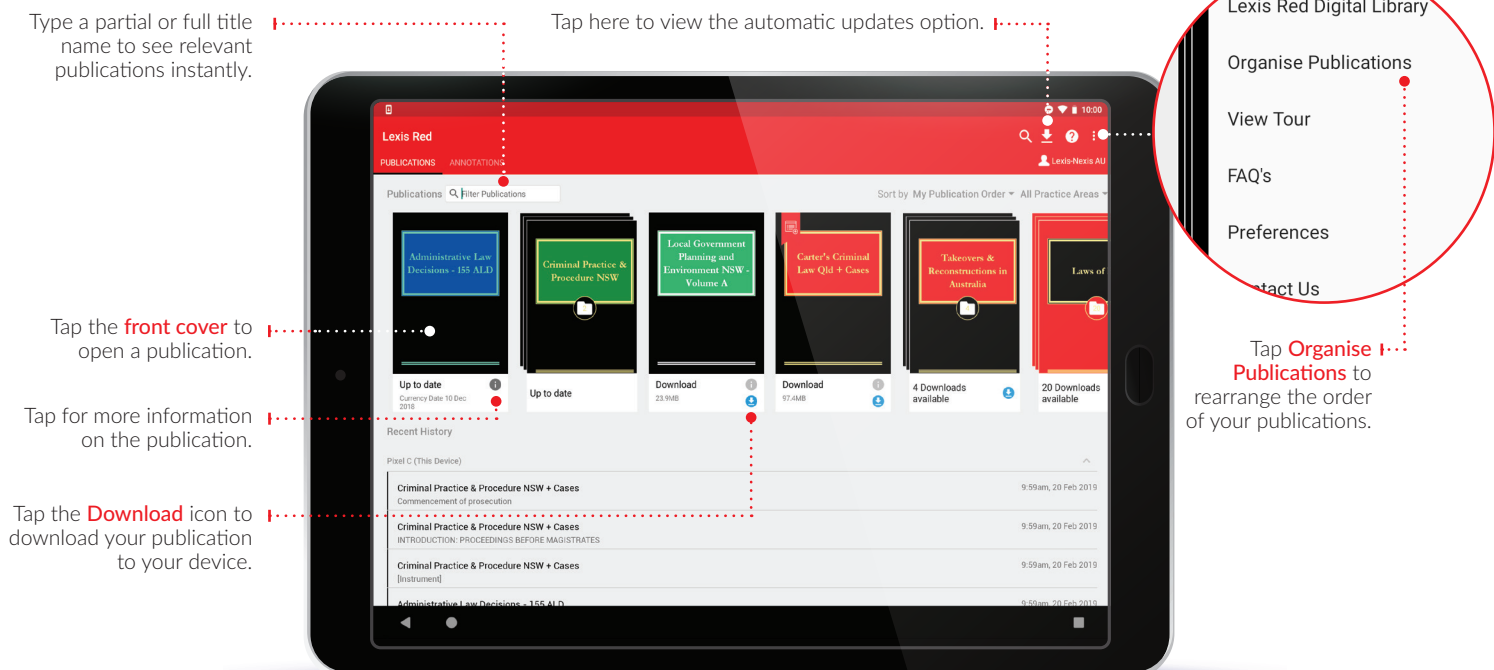 Type a partial or full title
name to see relevant
publications instantly.
Tap here to view the automatic updates option.
Lexis Red Digital Library
Organise Publications
View Tour
FAQ's
Preferences
Contact Us
10:00
Lexis Red
PUBLICATIONS ANNOTATIONS
Lexis-Nexis AU
Publications Filter Publications
Sort by My Publication Order All Practice Areas
Administrative Law
Decisions - 155 ALD
Criminal Practice &
Procedure NSW
Local Government
Planning and
Environment NSW -
Volume A
Carter's Criminal
Law Qld + Cases
Takeovers &
Reconstructions in
Australia
Laws of
Tap the front cover to
open a publication.
Up to date
Currency Date 10 Dec
2018
Up to date
Download
23.9MB
Download
97.4MB
4 Downloads
available
20 Downloads
available
Tap Organise
Publications to
rearrange the order
of your publications.
Tap for more information
on the publication.
Recent History
Pixel C (This Device)
Criminal Practice & Procedure NSW + Cases 9:59am, 20 Feb 2019
Commencement of prosecution
Tap the Download icon to
download your publication
to your device.
Criminal Practice & Procedure NSW + Cases 9:59am, 20 Feb 2019
INTRODUCTION: PROCEEDINGS BEFORE MAGISTRATES
Criminal Practice & Procedure NSW + Cases 9:59am, 20 Feb 2019
[Instrument]
Administrative Law Decisions - 155 ALD 9:59am, 20 Feb 2019